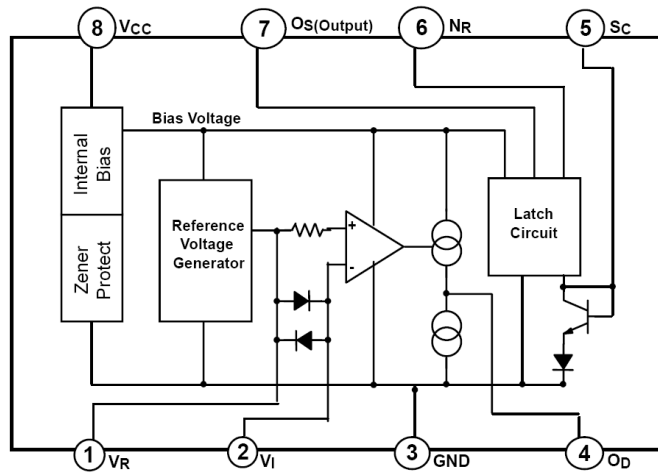 8 VCC
7 OS(Output)
6 NR
5 SC
Bias Voltage
Internal
Bias
Zener
Protect
Reference
Voltage
Generator
+
-
Latch
Circuit
1 VR
2 VI
3 GND
4 OD